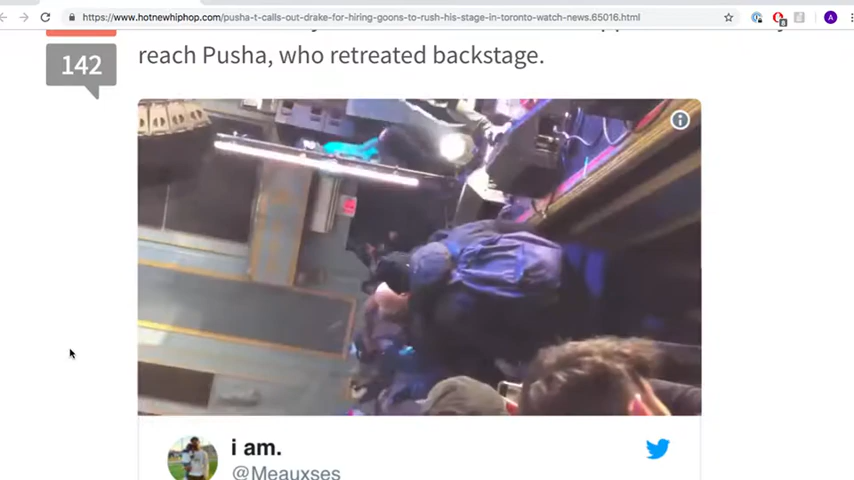 https://www.hotnewhiphop.com/pusha-t-calls-out-drake-for-hiring-goons-to-rush-his-stage-in-toronto-watch-news.65016.html
142
reach Pusha, who retreated backstage.
i am.
@Meauxses